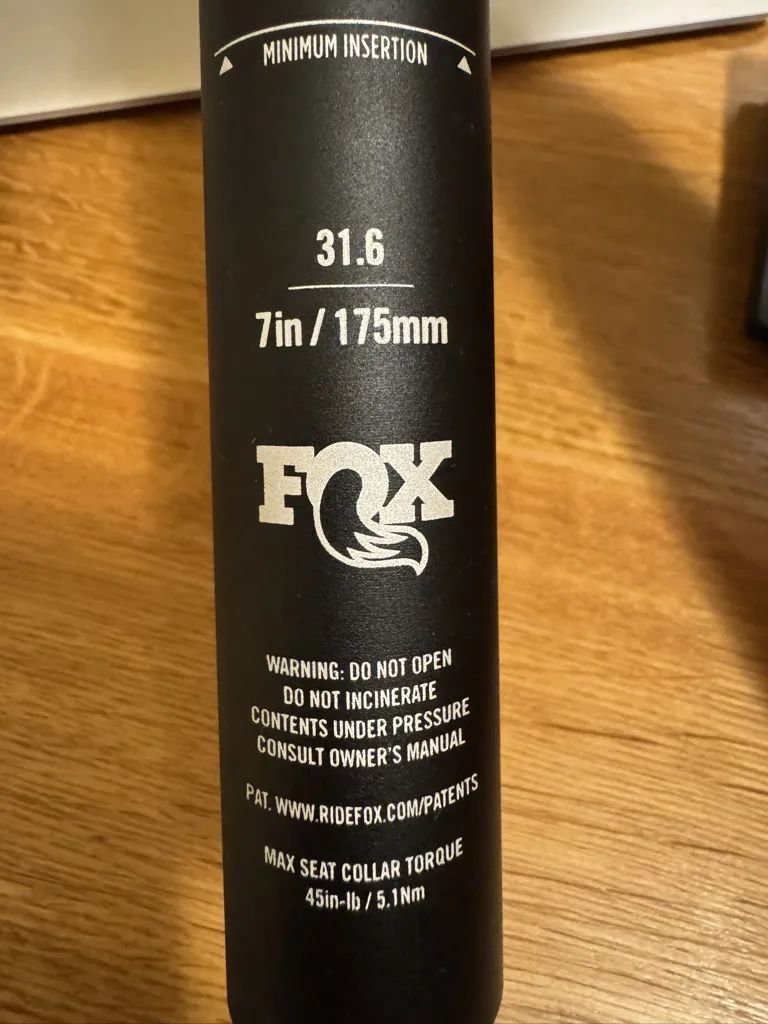 MINIMUM INSERTION
31.6
7in / 175mm
FOX
WARNING: DO NOT OPEN
DO NOT INCINERATE
CONTENTS UNDER PRESSURE
CONSULT OWNER'S MANUAL
PAT. WWW.RIDEFOX.COM/PATENTS
MAX SEAT COLLAR TORQUE
45in-lb / 5.1Nm